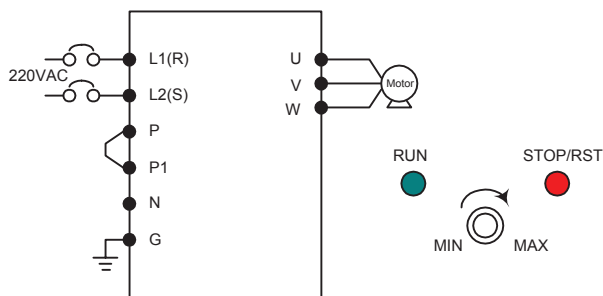 L1(R)
220VAC
L2(S)
P
P1
N
G
U
V
W
Motor
RUN
STOP/RST
MIN
MAX